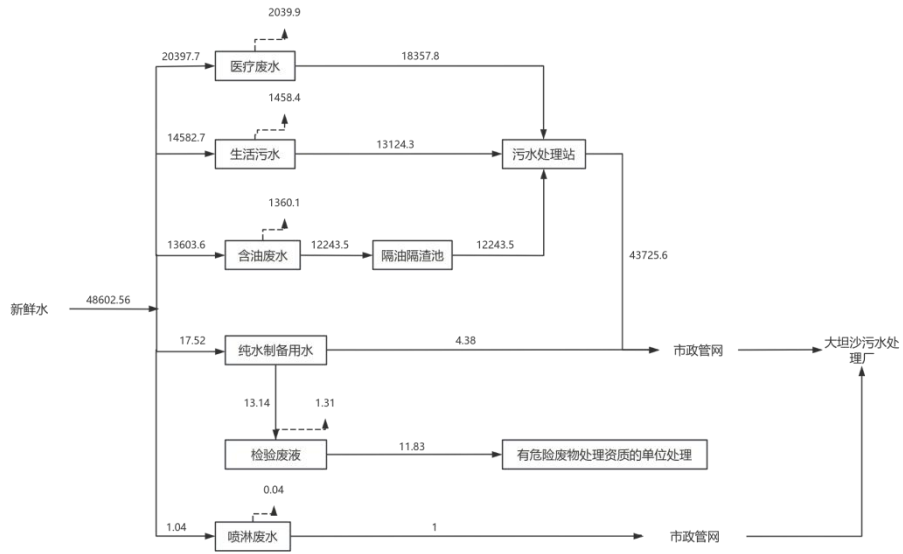 2039.9
20397.7
医疗废水
18357.8
1458.4
14582.7
生活污水
13124.3
污水处理站
1360.1
13603.6
含油废水
12243.5
隔油隔渣池
12243.5
43725.6
新鲜水
48602.56
17.52
纯水制备用水
4.38
市政管网
大坦沙污水处
理厂
13.14
1.31
检验废液
11.83
有危险废物处理资质的单位处理
0.04
1.04
喷淋废水
1
市政管网